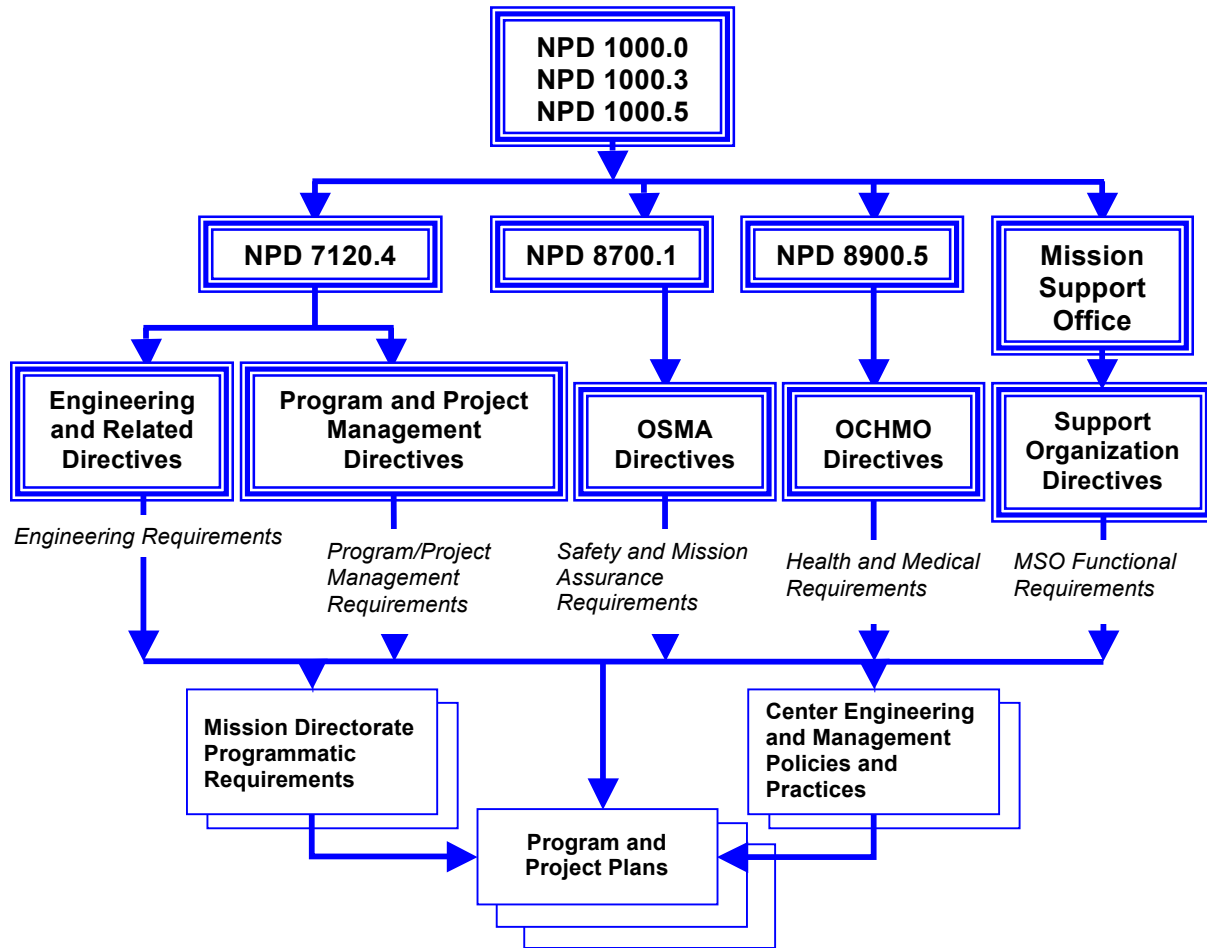 NPD 1000.0
NPD 1000.3
NPD 1000.5
NPD 7120.4
NPD 8700.1
NPD 8900.5
Mission
Support
Office
Engineering
and Related
Directives
Program and Project
Management
Directives
OSMA
Directives
OCHMO
Directives
Support
Organization
Directives
Engineering Requirements
Program/Project
Management
Requirements
Safety and Mission
Assurance
Requirements
Health and Medical
Requirements
MSO Functional
Requirements
Mission Directorate
Programmatic
Requirements
Center Engineering
and Management
Policies and
Practices
Program and
Project Plans